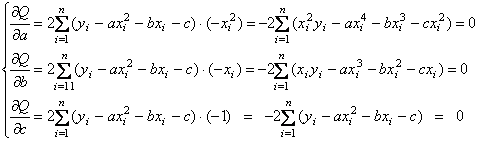 ∂Q/∂a = 2∑_{i=1}^{n}(y_i − ax_i^2 − bx_i − c)·(−x_i^2) = −2∑_{i=1}^{n}(x_i^2 y_i − ax_i^4 − bx_i^3 − cx_i^2) = 0
∂Q/∂b = 2∑_{i=11}^{n}(y_i − ax_i^2 − bx_i − c)·(−x_i) = −2∑_{i=1}^{n}(x_i y_i − ax_i^3 − bx_i^2 − cx_i) = 0
∂Q/∂c = 2∑_{i=1}^{n}(y_i − ax_i^2 − bx_i − c)·(−1) = −2∑_{i=1}^{n}(y_i − ax_i^2 − bx_i − c) = 0